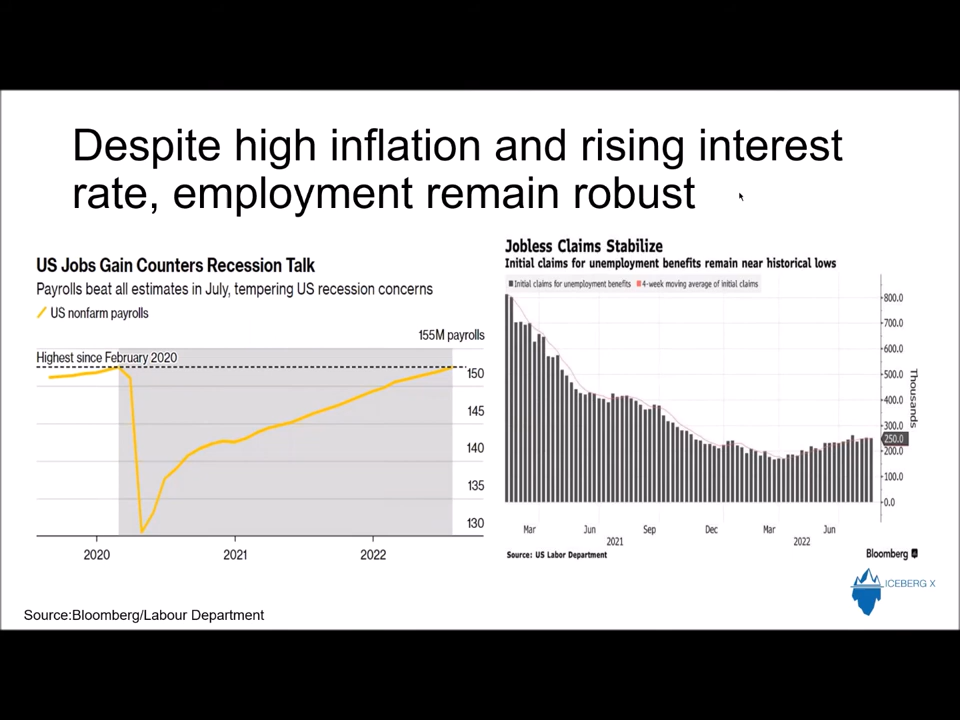 Despite high inflation and rising interest
rate, employment remain robust
US Jobs Gain Counters Recession Talk
Payrolls beat all estimates in July, tempering US recession concerns
US nonfarm payrolls
155M payrolls
Highest since February 2020
150
145
140
135
130
2020 2021 2022
Jobless Claims Stabilize
Initial claims for unemployment benefits remain near historical lows
Initial claims for unemployment benefits 4-week moving average of initial claims
800.0
700.0
600.0
500.0
400.0
300.0
250.0
200.0
100.0
0.0
Thousands
Mar Jun Sep Dec Mar Jun
2021 2022
Source: US Labor Department
Bloomberg
ICEBERG X
Source:Bloomberg/Labour Department